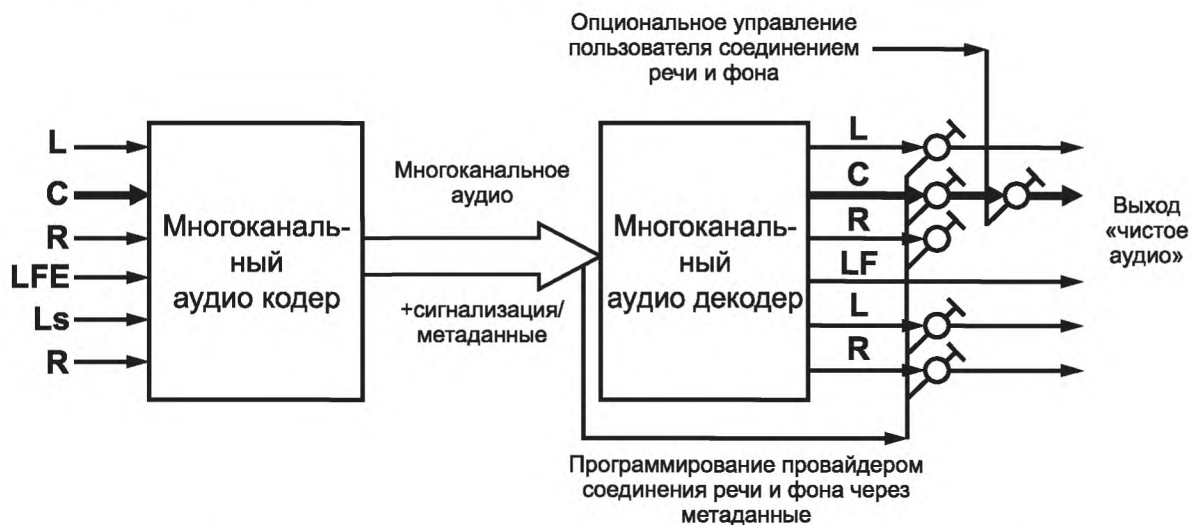 Опциональное управление
пользователя соединением
речи и фона
L
C
R
LFE
Ls
R
Многоканаль-
ный
аудио кодер
Многоканальное
аудио
+сигнализация/
метаданные
Многоканаль-
ный
аудио декодер
L
C
R
LF
L
R
Выход
«чистое
аудио»
Программирование провайдером
соединения речи и фона через
метаданные